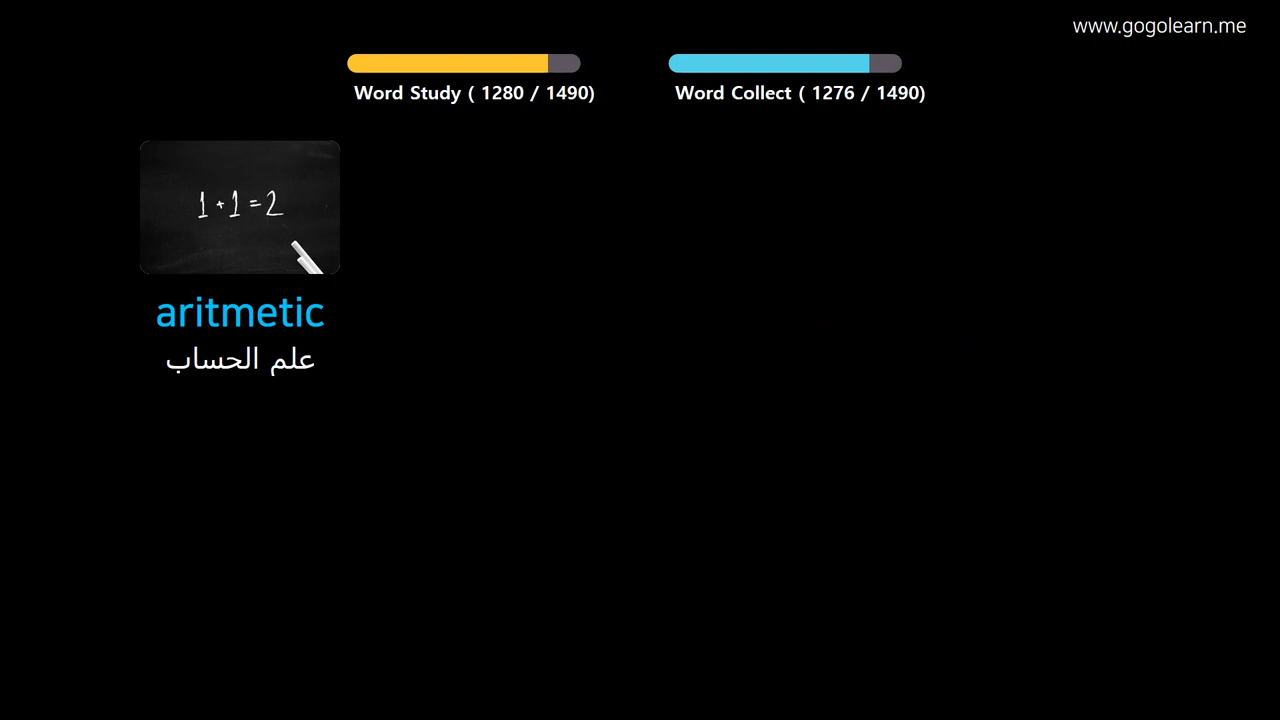 www.gogolearn.me
Word Study ( 1280 / 1490)
Word Collect ( 1276 / 1490)
1+1=2
aritmetic
علم الحساب